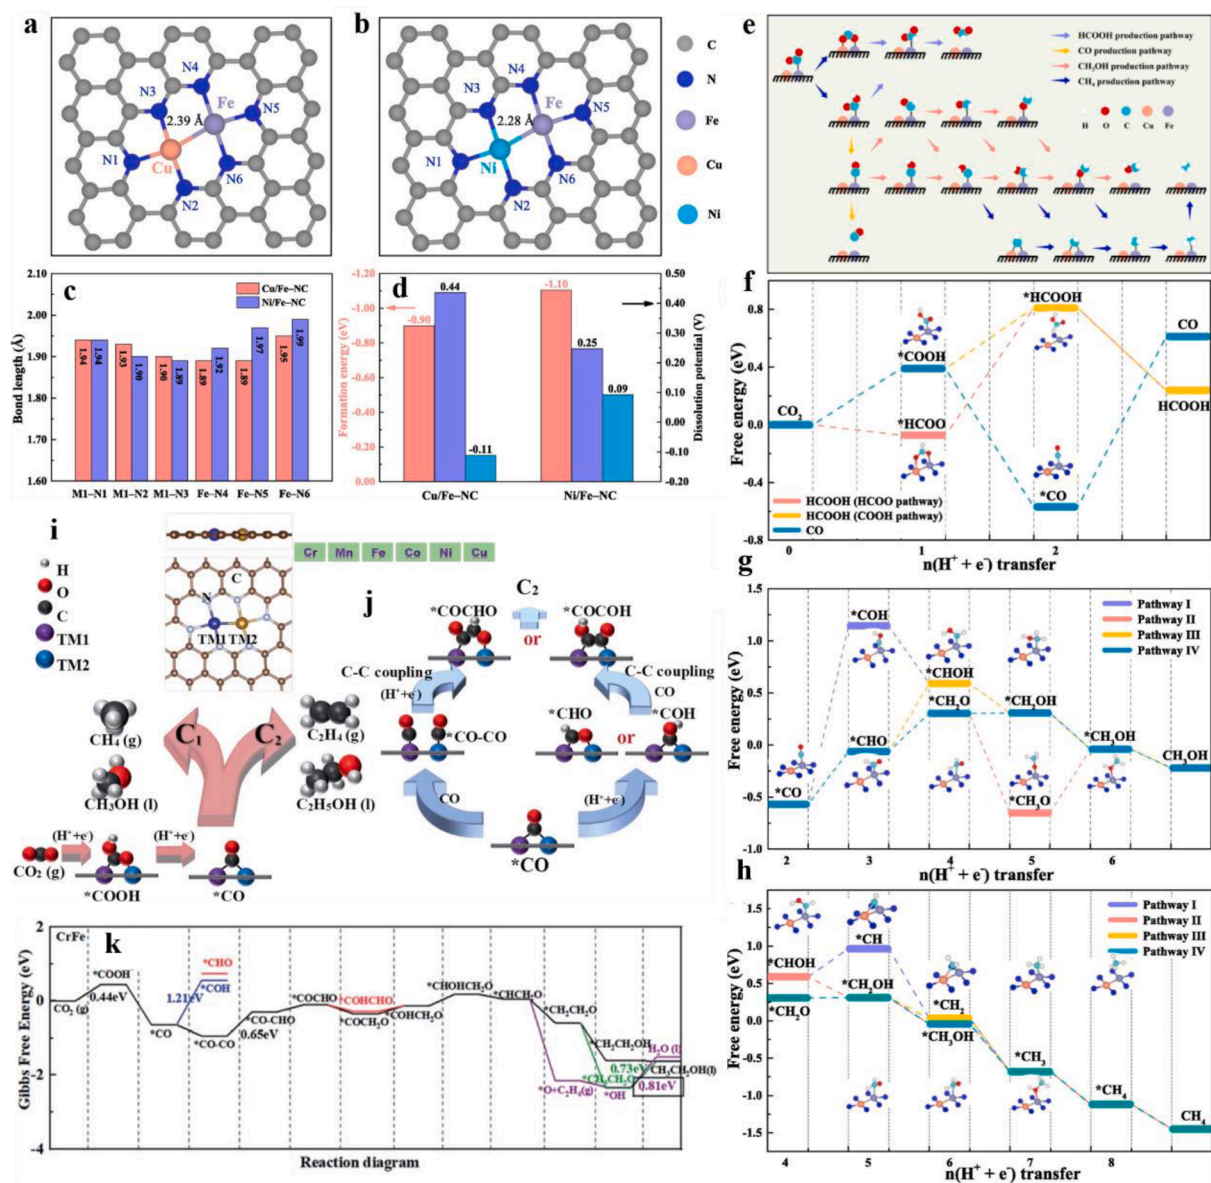 a
N4
N3
Fe
N5
2.39 Å
N1
Cu
N6
N2
b
N4
N3
Fe
N5
2.28 Å
N1
Ni
N6
N2
C
N
Fe
Cu
Ni
e
HCOOH production pathway
CO production pathway
CH3OH production pathway
CH4 production pathway
H O C Cu Fe
c
Cu/Fe–NC
Ni/Fe–NC
Bond length (Å)
2.10
2.00
1.90
1.80
1.70
1.60
1.94 1.94 1.93 1.90 1.90 1.89 1.89 1.92 1.89 1.97 1.95 1.99
M1–N1 M1–N2 M1–N3 Fe–N4 Fe–N5 Fe–N6
d
Formation energy (eV)
-1.20
-1.00
-0.80
-0.60
-0.40
-0.20
0.00
-0.90 0.44 -0.11
-1.10 0.25 0.09
Cu/Fe–NC Ni/Fe–NC
0.50
0.40
0.30
0.20
0.10
0.00
-0.10
-0.20
Dissolution potential (V)
f
Free energy (eV)
0.8
0.4
0.0
-0.4
-0.8
CO2
*COOH
*HCOO
*HCOOH
*CO
CO
HCOOH
HCOOH (HCOO pathway)
HCOOH (COOH pathway)
CO
0 1 2
n(H+ + e-) transfer
g
Free energy (eV)
1.5
1.0
0.5
0.0
-0.5
-1.0
Pathway I
Pathway II
Pathway III
Pathway IV
*COH
*CHOH
*CH2O
*CH2OH
*CHO
*CH3OH
CH3OH
*CO
*CH3O
2 3 4 5 6
n(H+ + e-) transfer
h
Free energy (eV)
1.5
1.0
0.5
0.0
-0.5
-1.0
-1.5
Pathway I
Pathway II
Pathway III
Pathway IV
*CH
*CHOH
*CH2OH
*CH2O
*CH2
*CH3OH
*CH3
*CH4
CH4
4 5 6 7 8
n(H+ + e-) transfer
i
H
O
C
TM1
TM2
C
N
TM1 TM2
Cr Mn Fe Co Ni Cu
C1 C2
CH4 (g)
CH3OH (l)
C2H4 (g)
C2H5OH (l)
CO2 (g)
(H++e-)
*COOH
(H++e-)
*CO
j
C2
*COCHO
or
*COCOH
C-C coupling
(H++e-)
C-C coupling
CO
*CO-CO
*CHO
or
*COH
CO
(H++e-)
*CO
k
CrFe
Gibbs Free Energy (eV)
2
0
-2
-4
CO2 (g)
*COOH
0.44eV
*CO
1.21eV
*CHO
*COH
*CO-CO
*CO-CHO
0.65eV
*COCHO
*COHCHO
*COCH2O
*COHCH2O
*CHOHCH2O
*CHCH2O
*CH2CH2O
*CH2CH2OH
H2O (l)
0.73eV
CH3CH2OH(l)
*O+C2H4(g)
*OH
0.81eV
Reaction diagram